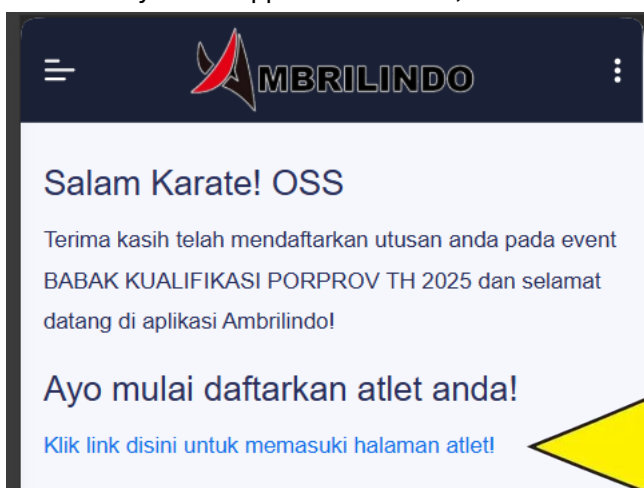 AMBRILINDO
Salam Karate! OSS
Terima kasih telah mendaftarkan utusan anda pada event
BABAK KUALIFIKASI PORPROV TH 2025 dan selamat
datang di aplikasi Ambrilindo!
Ayo mulai daftarkan atlet anda!
Klik link disini untuk memasuki halaman atlet!